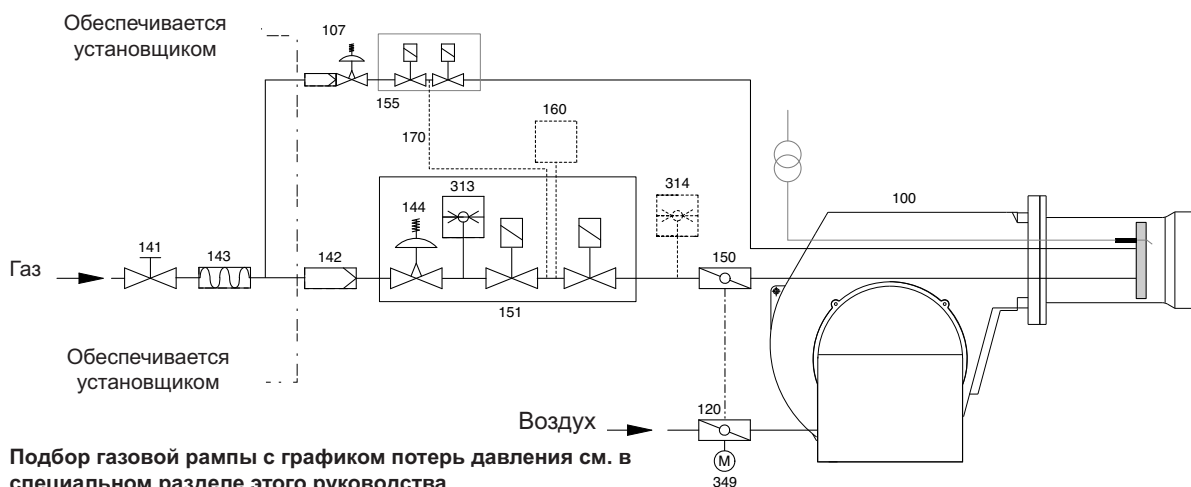 Обеспечивается
установщиком
107
155
160
170
313
314
144
100
141
143
142
150
Газ
151
Обеспечивается
установщиком
120
Воздух
M
349
Подбор газовой рампы с графиком потерь давления см. в
специальном разделе этого руководства